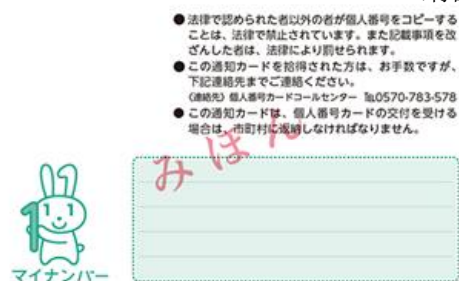 ●法律で認められた者以外の者が個人番号をコピーする
ことは、法律で禁止されています。また記載事項を改
ざんした者は、法律により罰せられます。
●この通知カードを拾得された方は、お手数ですが、
下記連絡先までご連絡ください。
〈連絡先〉個人番号カードコールセンター ℡0570-783-578
●この通知カードは、個人番号カードの交付を受ける
場合は、市町村に返納しなければなりません。
みほん
マイナンバー